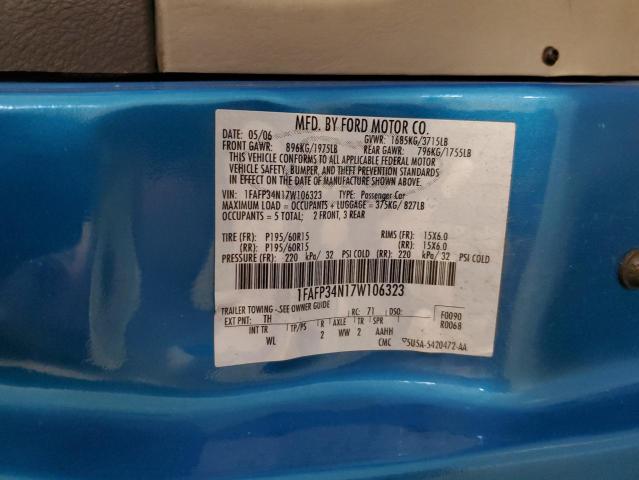 MFD. BY FORD MOTOR CO.
DATE: 05/06 GVWR: 1685KG/3715LB
FRONT GAWR: 896KG/1975LB REAR GAWR: 796KG/1755LB
THIS VEHICLE CONFORMS TO ALL APPLICABLE FEDERAL MOTOR
VEHICLE SAFETY, BUMPER, AND THEFT PREVENTION STANDARDS
IN EFFECT ON THE DATE OF MANUFACTURE SHOWN ABOVE.
VIN: 1FAFP34N17W106323 TYPE: Passenger Car
MAXIMUM LOAD = OCCUPANTS + LUGGAGE = 375KG/ 827LB
OCCUPANTS = 5 TOTAL; 2 FRONT, 3 REAR
TIRE (FR): P195/60R15 RIMS (FR): 15X6.0
(RR): P195/60R15 (RR): 15X6.0
PRESSURE (FR): 220 kPa/ 32 PSI COLD (RR): 220 kPa/ 32 PSI COLD
1FAFP34N17W106323
TRAILER TOWING - SEE OWNER GUIDE
EXT PNT: TH RC: 71 DSO: F0090
R0068
INT TR TP/PS R AXLE TR SPR
WL 2 WW 2 AAHH
CMC 5U5A-5420472-AA